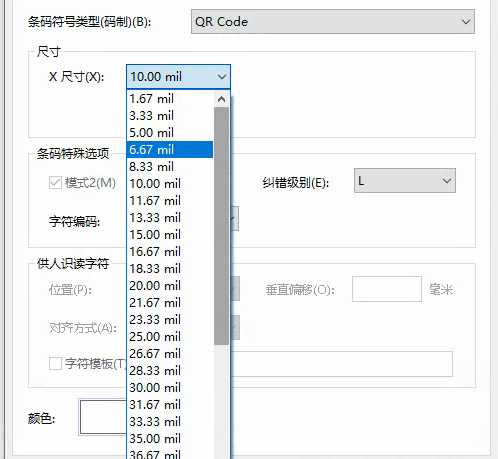 条码符号类型(码制)(B): QR Code
尺寸
X 尺寸(X): 10.00 mil
1.67 mil
3.33 mil
5.00 mil
6.67 mil
8.33 mil
10.00 mil
11.67 mil
13.33 mil
15.00 mil
16.67 mil
18.33 mil
20.00 mil
21.67 mil
23.33 mil
25.00 mil
26.67 mil
28.33 mil
30.00 mil
31.67 mil
33.33 mil
35.00 mil
36.67 mil
条码特殊选项
模式2(M) 纠错级别(E): L
字符编码:
供人识读字符
位置(P): 垂直偏移(O): 毫米
对齐方式(A):
字符模板(T)
颜色: